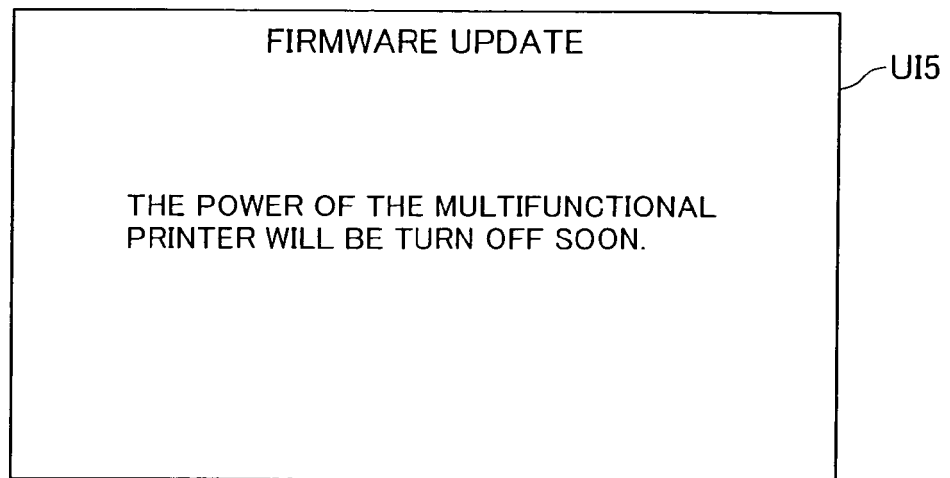 FIRMWARE UPDATE
UI5
THE POWER OF THE MULTIFUNCTIONAL
PRINTER WILL BE TURN OFF SOON.